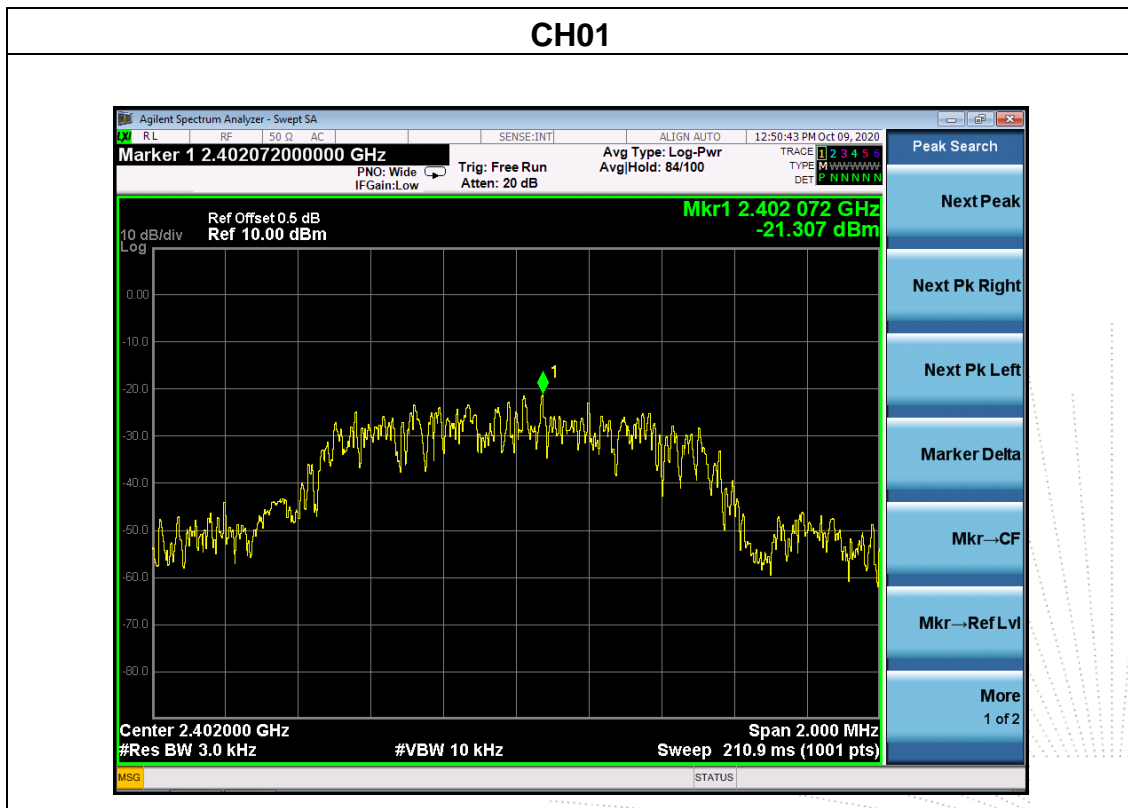 CH01
Agilent Spectrum Analyzer - Swept SA
LXI RL RF 50 Ω AC SENSE:INT ALIGN AUTO 12:50:43 PM Oct 09, 2020
Marker 1 2.402072000000 GHz
PNO: Wide
IFGain:Low
Trig: Free Run
Atten: 20 dB
Avg Type: Log-Pwr
Avg|Hold: 84/100
TRACE 1 2 3 4 5 6
TYPE M W W W W W
DET P N N N N N
Peak Search
Mkr1 2.402 072 GHz
-21.307 dBm
Ref Offset 0.5 dB
10 dB/div Ref 10.00 dBm
Log
0.00
-10.0
-20.0
-30.0
-40.0
-50.0
-60.0
-70.0
-80.0
1
Center 2.402000 GHz Span 2.000 MHz
#Res BW 3.0 kHz #VBW 10 kHz Sweep 210.9 ms (1001 pts)
Next Peak
Next Pk Right
Next Pk Left
Marker Delta
Mkr→CF
Mkr→Ref Lvl
More
1 of 2
MSG STATUS